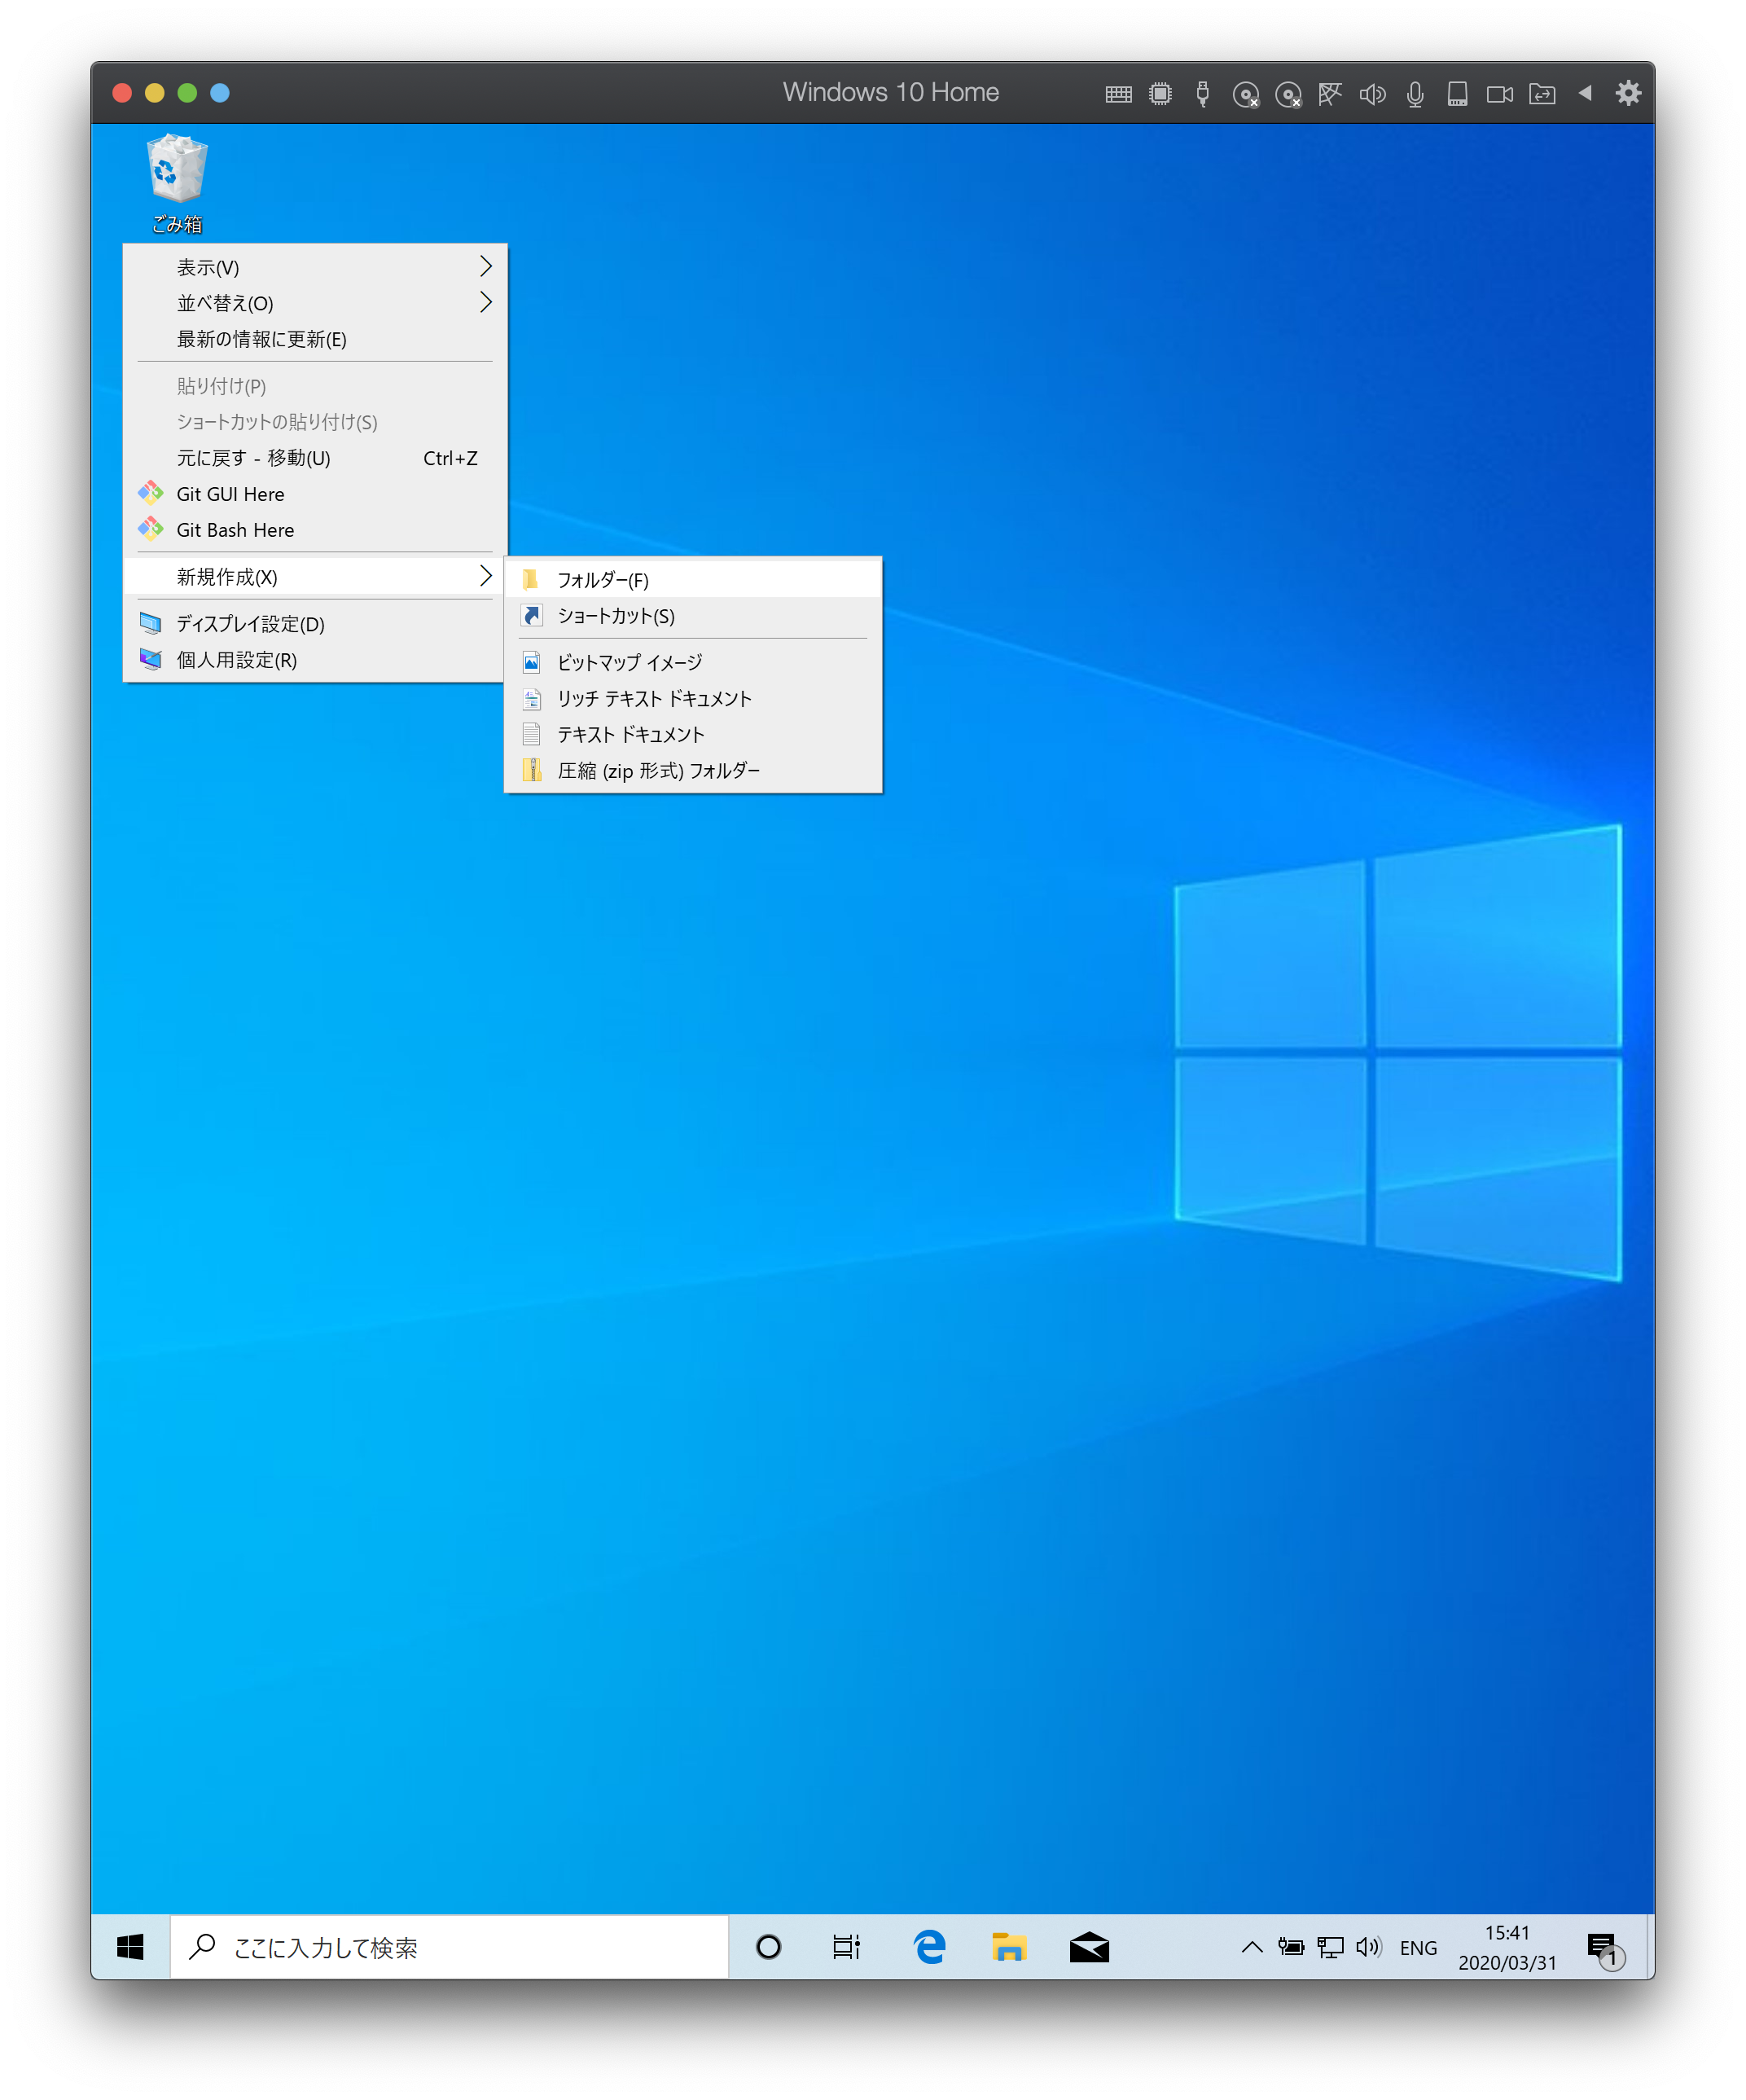 Windows 10 Home
ごみ箱
表示(V)
並べ替え(O)
最新の情報に更新(E)
貼り付け(P)
ショートカットの貼り付け(S)
元に戻す - 移動(U) Ctrl+Z
Git GUI Here
Git Bash Here
新規作成(X)
ディスプレイ設定(D)
個人用設定(R)
フォルダー(F)
ショートカット(S)
ビットマップ イメージ
リッチ テキスト ドキュメント
テキスト ドキュメント
圧縮 (zip 形式) フォルダー
ここに入力して検索
ENG
15:41
2020/03/31
1